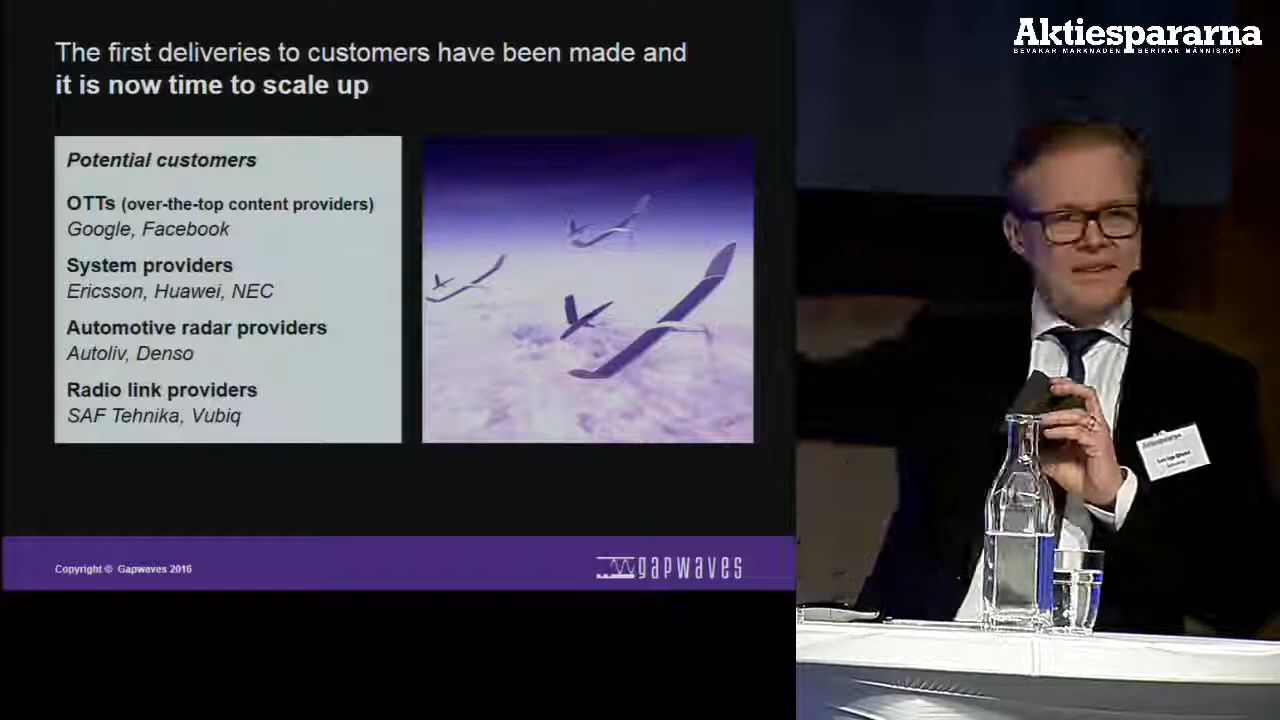 The first deliveries to customers have been made and
it is now time to scale up
Potential customers
OTTs (over-the-top content providers)
Google, Facebook
System providers
Ericsson, Huawei, NEC
Automotive radar providers
Autoliv, Denso
Radio link providers
SAF Tehnika, Vubiq
Copyright © Gapwaves 2016
gapwaves
Aktiespararna
BEVAKAR MARKNADEN BERIKAR MÄNNISKOR
Aktiespararna